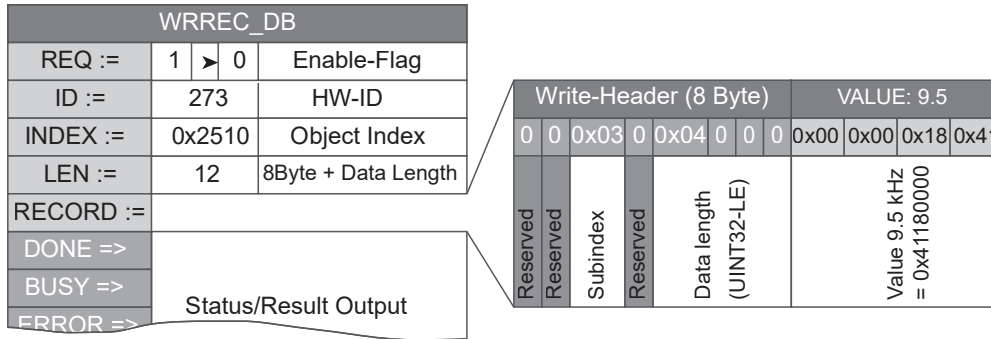 WRREC_DB
REQ := 1 ➤ 0 Enable-Flag
ID := 273 HW-ID
INDEX := 0x2510 Object Index
LEN := 12 8Byte + Data Length
RECORD :=
DONE =>
BUSY =>
ERROR =>
Status/Result Output
Write-Header (8 Byte) VALUE: 9.5
0 0 0x03 0 0x04 0 0 0 0x00 0x00 0x18 0x41
Reserved
Reserved
Subindex
Reserved
Data length
(UINT32-LE)
Value 9.5 kHz
= 0x41180000